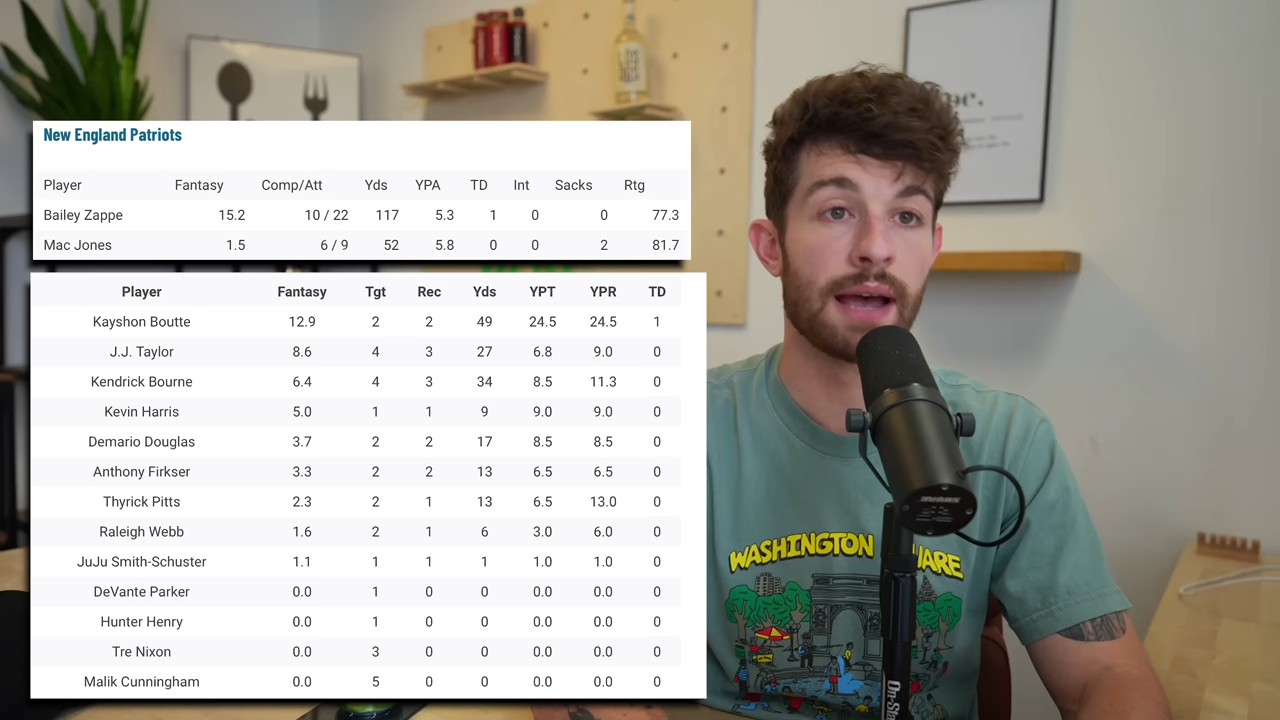 New England Patriots
Player Fantasy Comp/Att Yds YPA TD Int Sacks Rtg
Bailey Zappe 15.2 10 / 22 117 5.3 1 0 0 77.3
Mac Jones 1.5 6 / 9 52 5.8 0 0 2 81.7
Player Fantasy Tgt Rec Yds YPT YPR TD
Kayshon Boutte 12.9 2 2 49 24.5 24.5 1
J.J. Taylor 8.6 4 3 27 6.8 9.0 0
Kendrick Bourne 6.4 4 3 34 8.5 11.3 0
Kevin Harris 5.0 1 1 9 9.0 9.0 0
Demario Douglas 3.7 2 2 17 8.5 8.5 0
Anthony Firkser 3.3 2 2 13 6.5 6.5 0
Thyrick Pitts 2.3 2 1 13 6.5 13.0 0
Raleigh Webb 1.6 2 1 6 3.0 6.0 0
JuJu Smith-Schuster 1.1 1 1 1 1.0 1.0 0
DeVante Parker 0.0 1 0 0 0.0 0.0 0
Hunter Henry 0.0 1 0 0 0.0 0.0 0
Tre Nixon 0.0 3 0 0 0.0 0.0 0
Malik Cunningham 0.0 5 0 0 0.0 0.0 0
WASHINGTON UARE
On-Sta